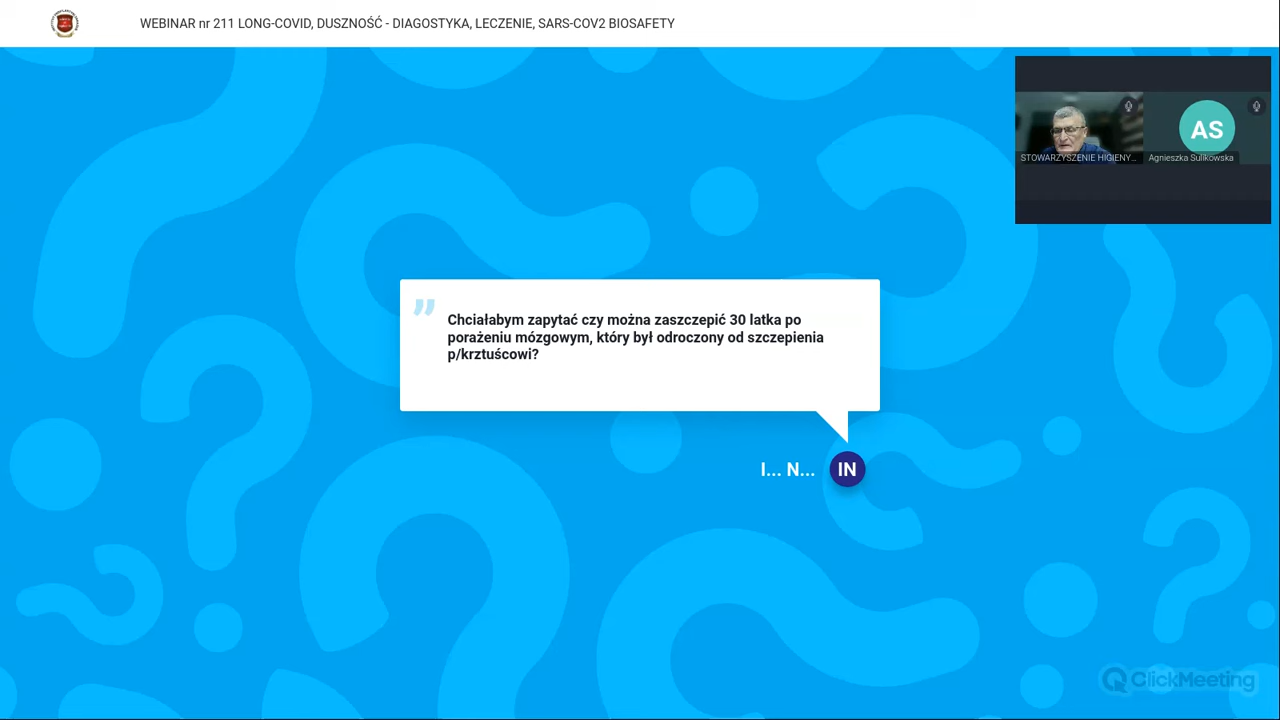 WEBINAR nr 211 LONG-COVID, DUSZNOŚĆ - DIAGOSTYKA, LECZENIE, SARS-COV2 BIOSAFETY
AS
STOWARZYSZENIE HIGIENY...
Agnieszka Sulikowska
Chciałabym zapytać czy można zaszczepić 30 latka po
porażeniu mózgowym, który był odroczony od szczepienia
p/krztuścowi?
I... N...
IN
ClickMeeting